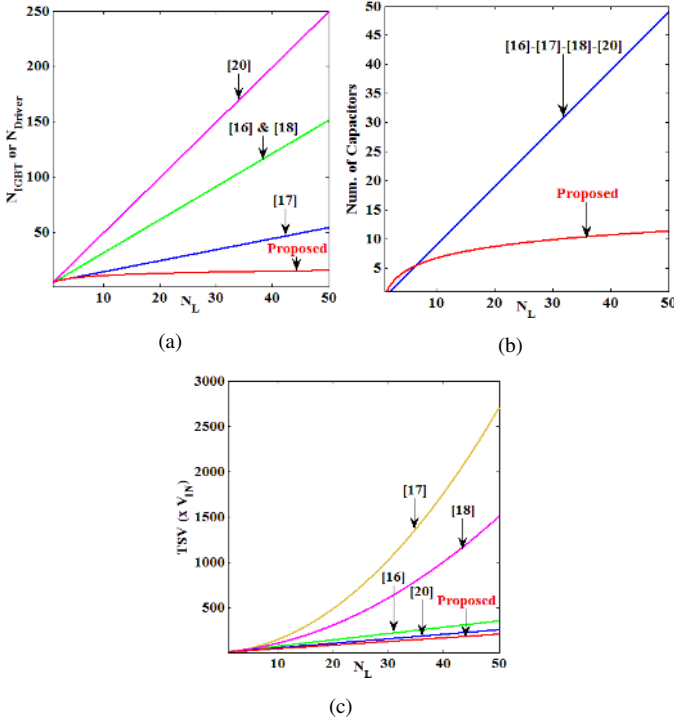 250
200
150
100
50
N_IGBT or N_Driver
[20]
[16] & [18]
[17]
Proposed
10 20 30 40 50
N_L
(a)
50
45
40
35
30
25
20
15
10
5
Num. of Capacitors
[16]-[17]-[18]-[20]
Proposed
10 20 30 40 50
N_L
(b)
3000
2500
2000
1500
1000
500
TSV (x V_IN)
[17]
[18]
[16]
[20]
Proposed
10 20 30 40 50
N_L
(c)